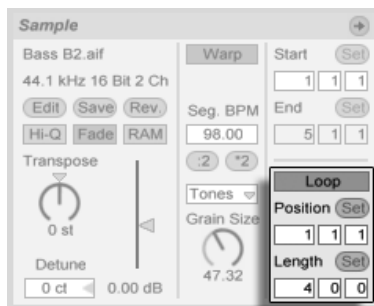 Sample
Bass B2.aif
44.1 kHz 16 Bit 2 Ch
Edit Save Rev.
Hi-Q Fade RAM
Transpose
0 st
Detune
0 ct 0.00 dB
Warp
Seg. BPM
98.00
:2 *2
Tones
Grain Size
47.32
Start Set
1 1 1
End Set
5 1 1
Loop
Position Set
1 1 1
Length Set
4 0 0